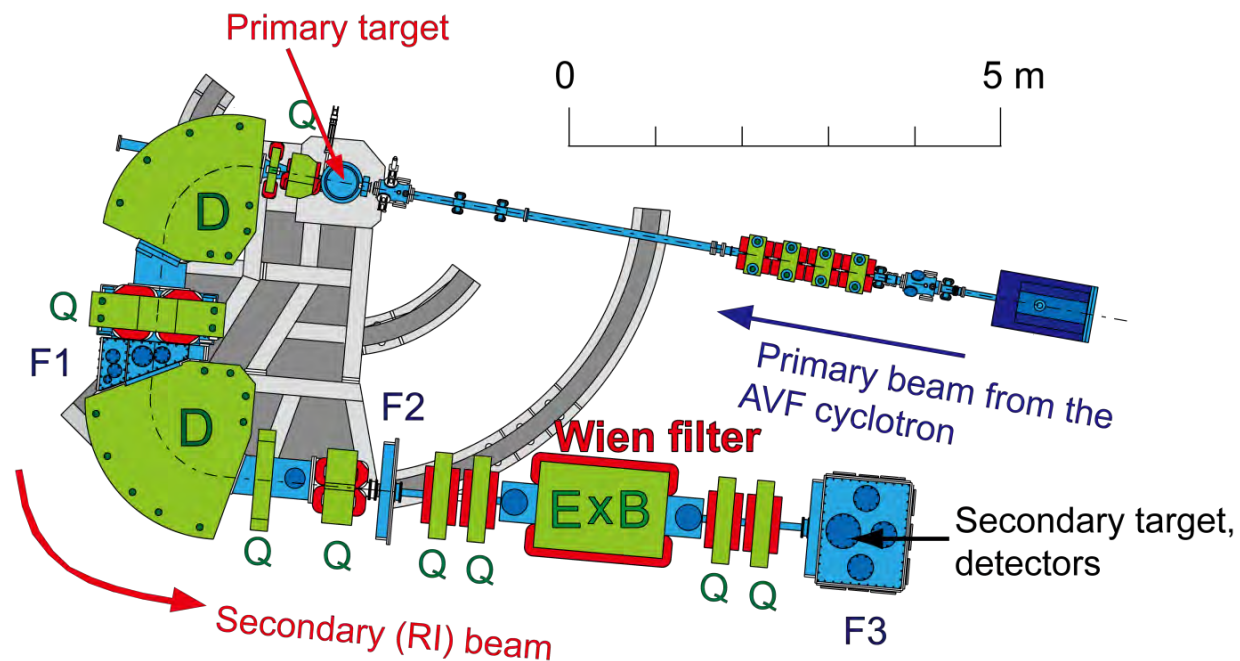 Primary target
0
5 m
Q
D
Q
F1
Primary beam from the
AVF cyclotron
F2
D
Wien filter
E×B
Secondary target,
detectors
Q
Q
Q
Q
Q
Q
F3
Secondary (RI) beam